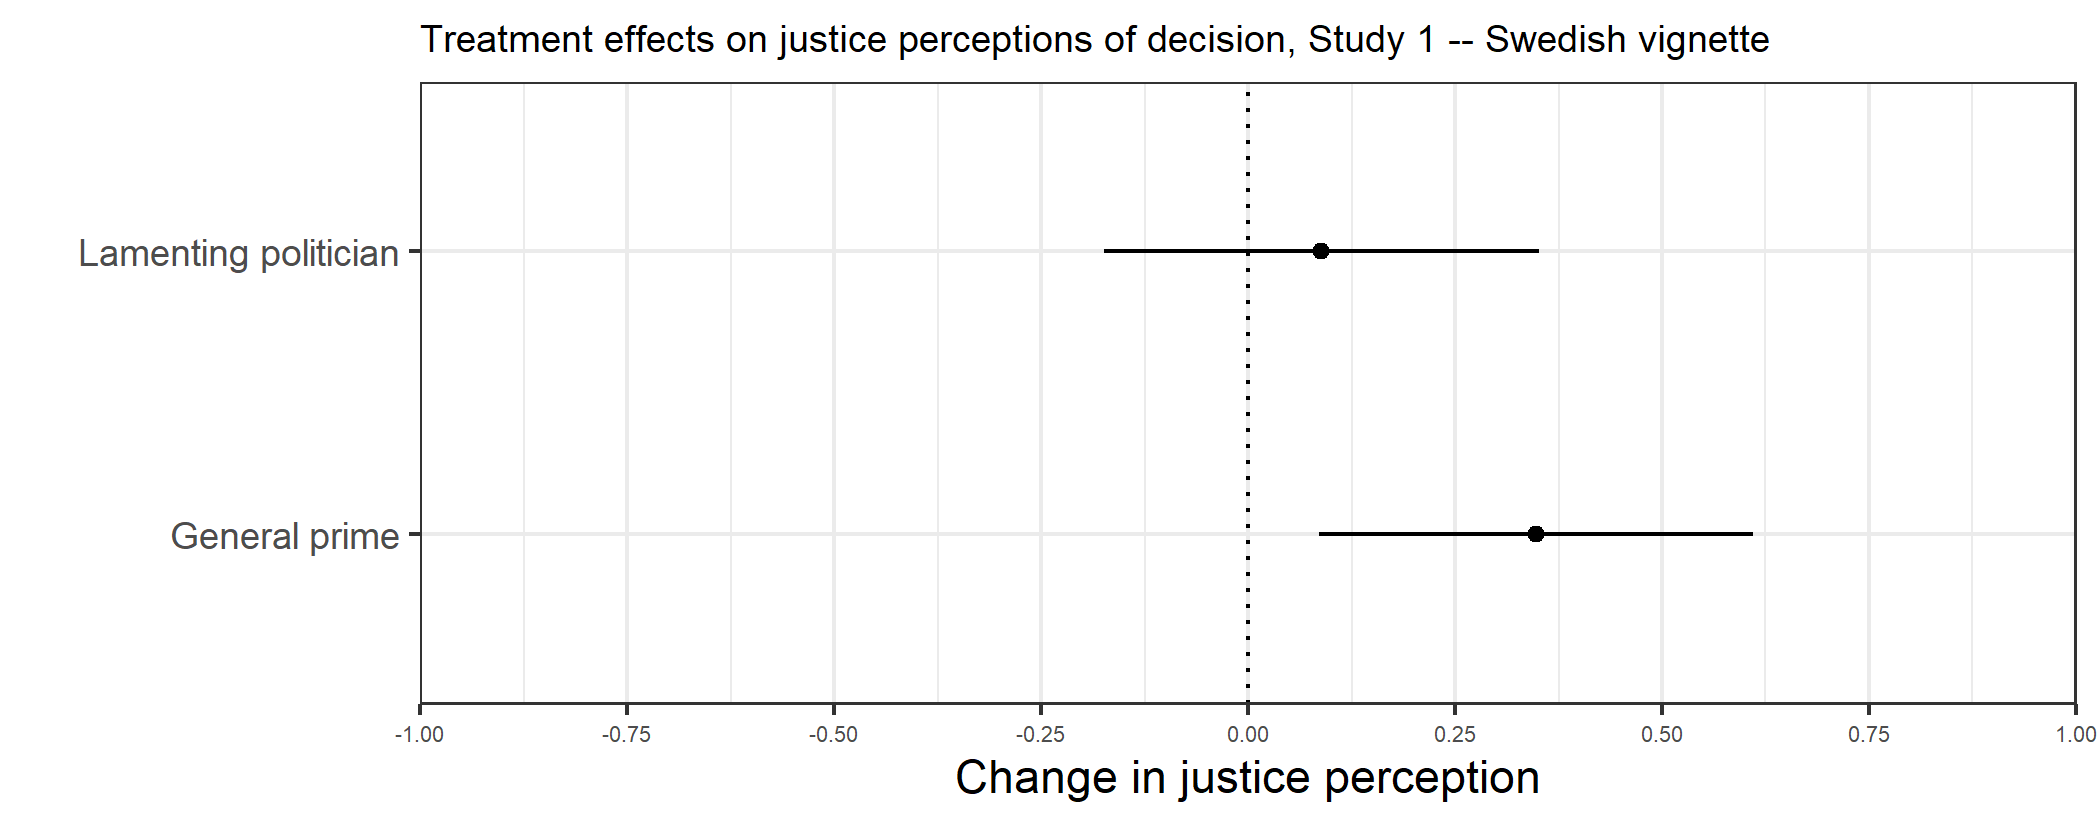 Treatment effects on justice perceptions of decision, Study 1 -- Swedish vignette
Lamenting politician
General prime
-1.00 -0.75 -0.50 -0.25 0.00 0.25 0.50 0.75 1.00
Change in justice perception